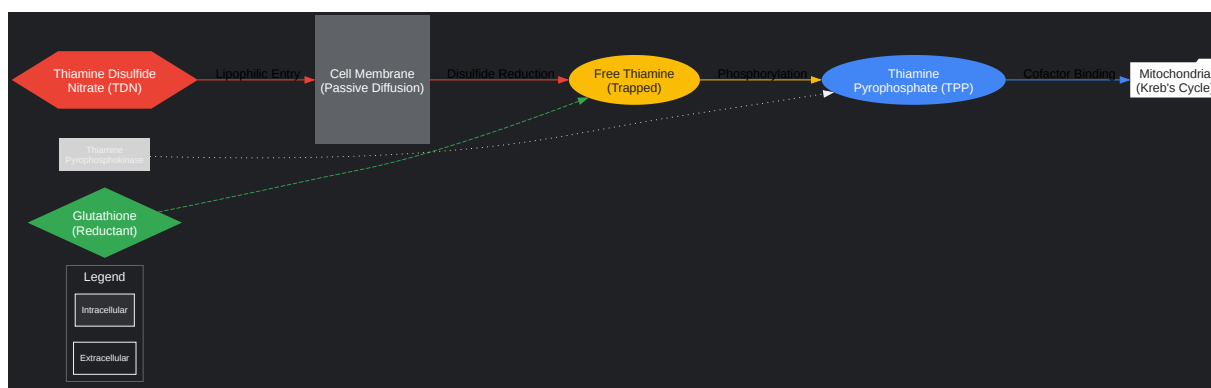 Thiamine Disulfide
Nitrate (TDN)
Lipophilic Entry
Cell Membrane
(Passive Diffusion)
Disulfide Reduction
Free Thiamine
(Trapped)
Phosphorylation
Thiamine
Pyrophosphate (TPP)
Cofactor Binding
Mitochondria
(Kreb's Cycle)
Thiamine
Pyrophosphokinase
Glutathione
(Reductant)
Legend
Intracellular
Extracellular